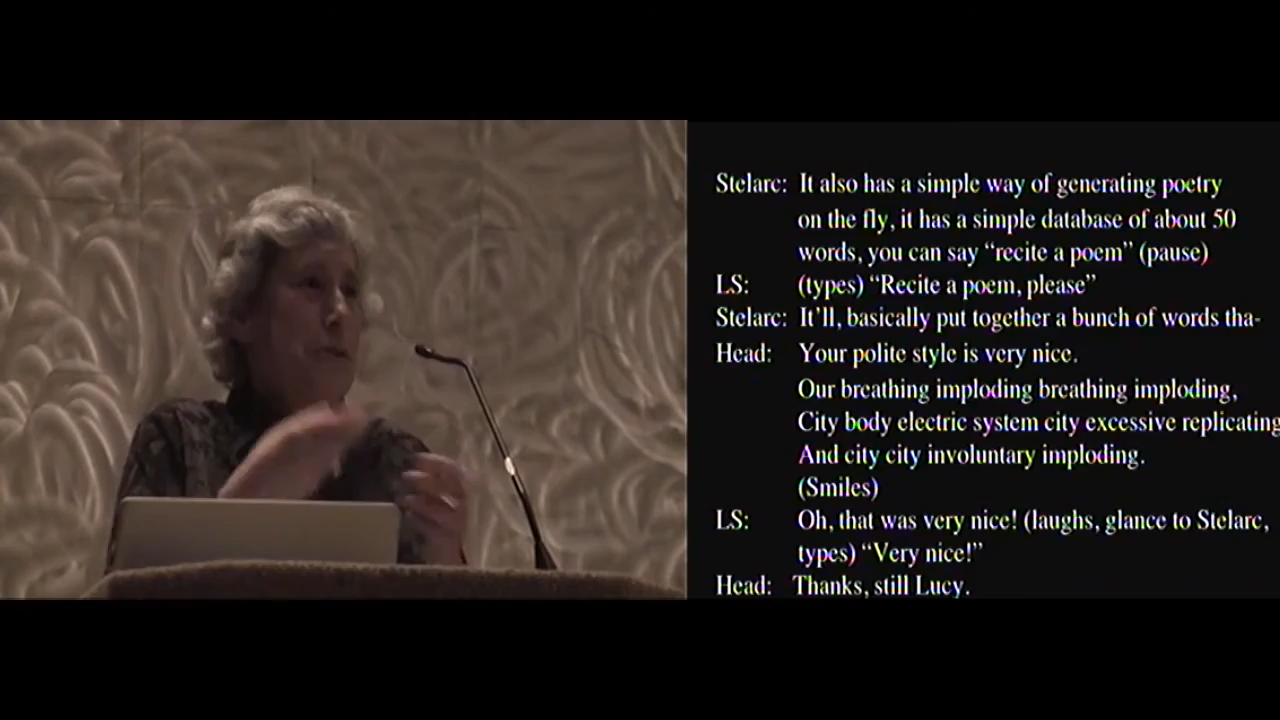 Stelarc: It also has a simple way of generating poetry
on the fly, it has a simple database of about 50
words, you can say “recite a poem” (pause)
LS: (types) “Recite a poem, please”
Stelarc: It’ll, basically put together a bunch of words tha-
Head: Your polite style is very nice.
Our breathing imploding breathing imploding,
City body electric system city excessive replicating
And city city involuntary imploding.
(Smiles)
LS: Oh, that was very nice! (laughs, glance to Stelarc,
types) “Very nice!”
Head: Thanks, still Lucy.